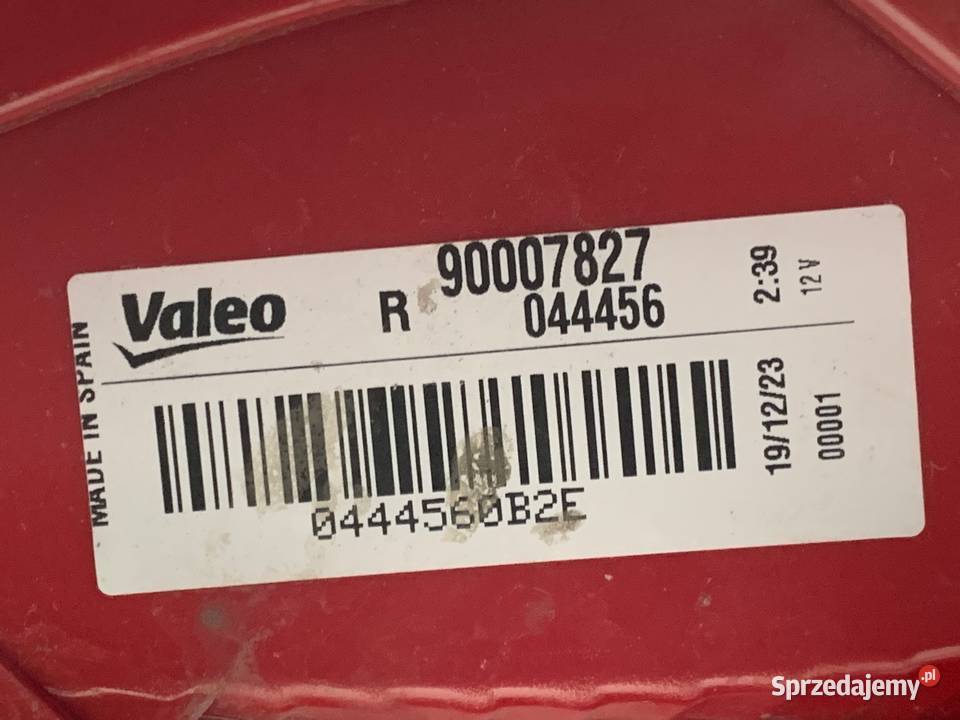 Valeo
R
90007827
044456
2:39
12 V
MADE IN SPAIN
19/12/23
00001
0444560B2E
Sprzedajemy.pl